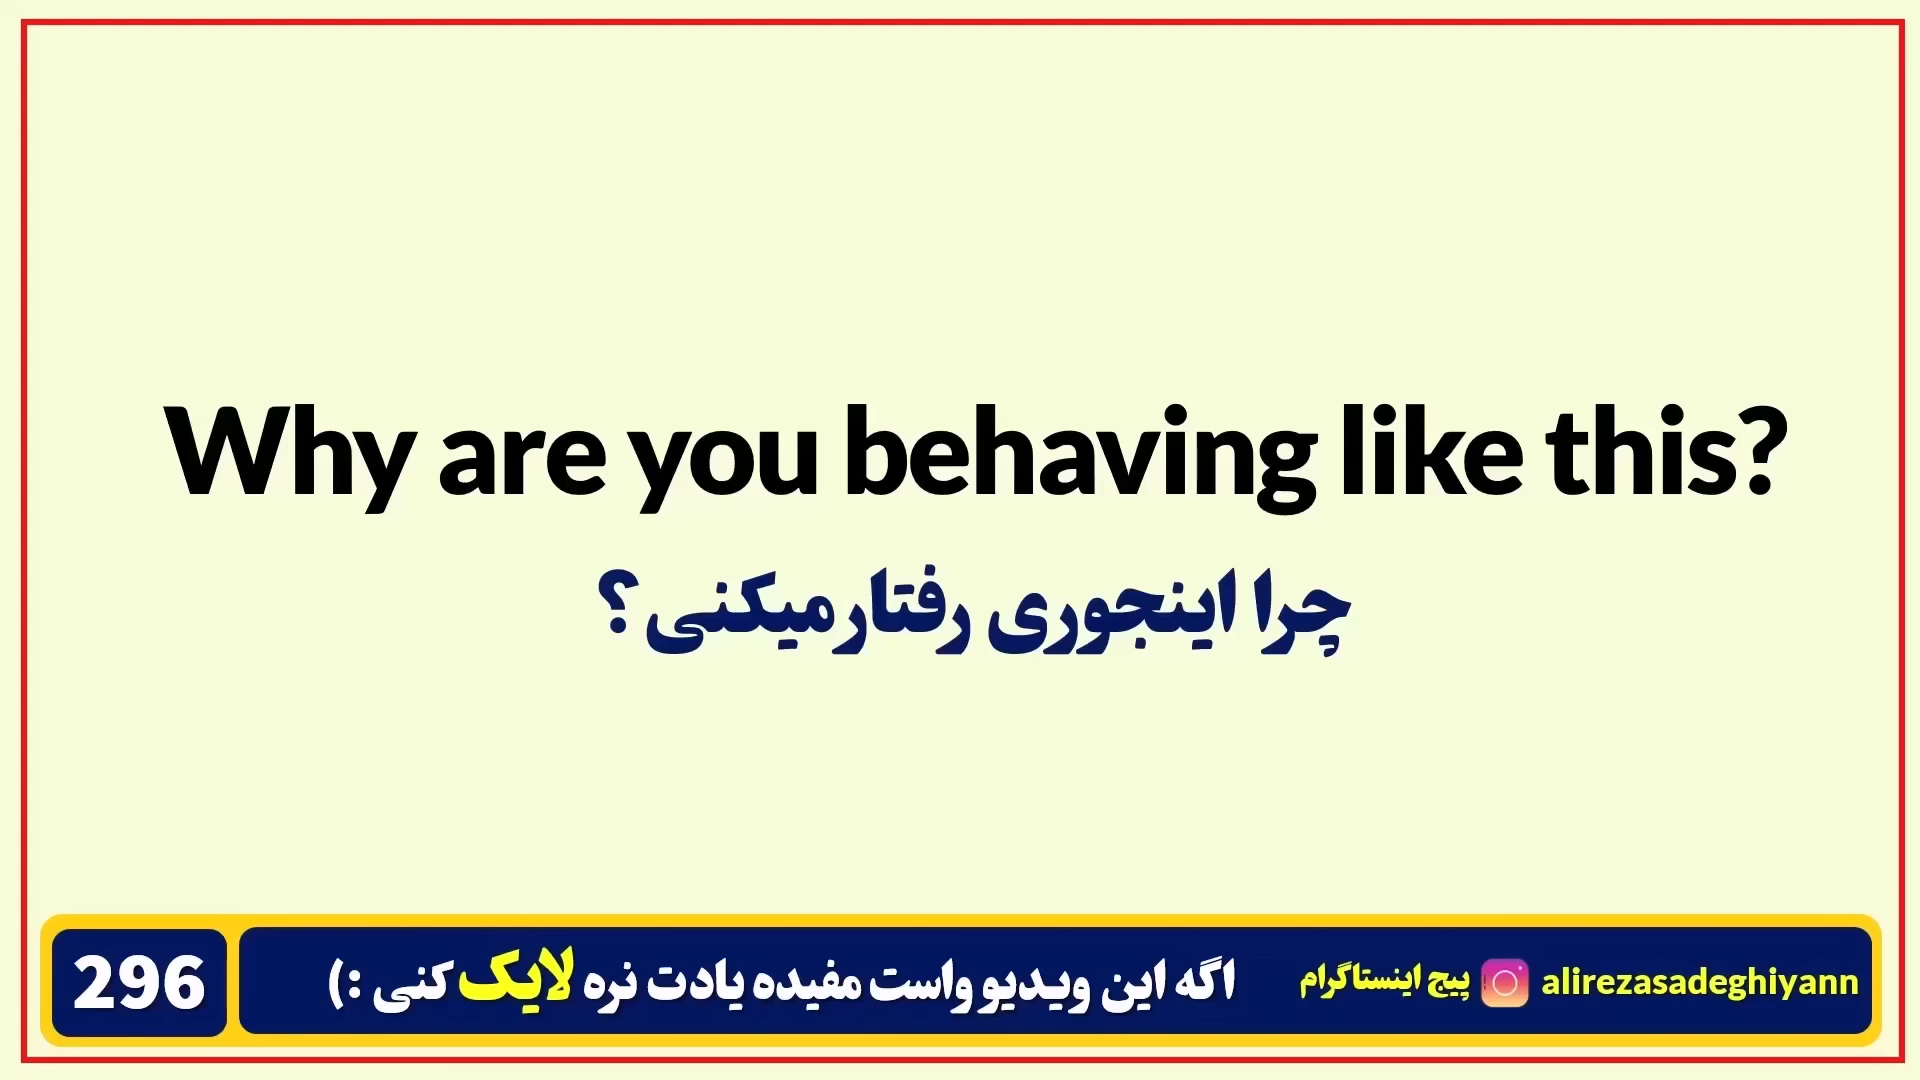 Why are you behaving like this?
چرا اینجوری رفتار میکنی ؟
296
اگه این ویدیو واست مفیده یادت نره لایک کنی :)
پیج اینستاگرام alirezasadeghiyann